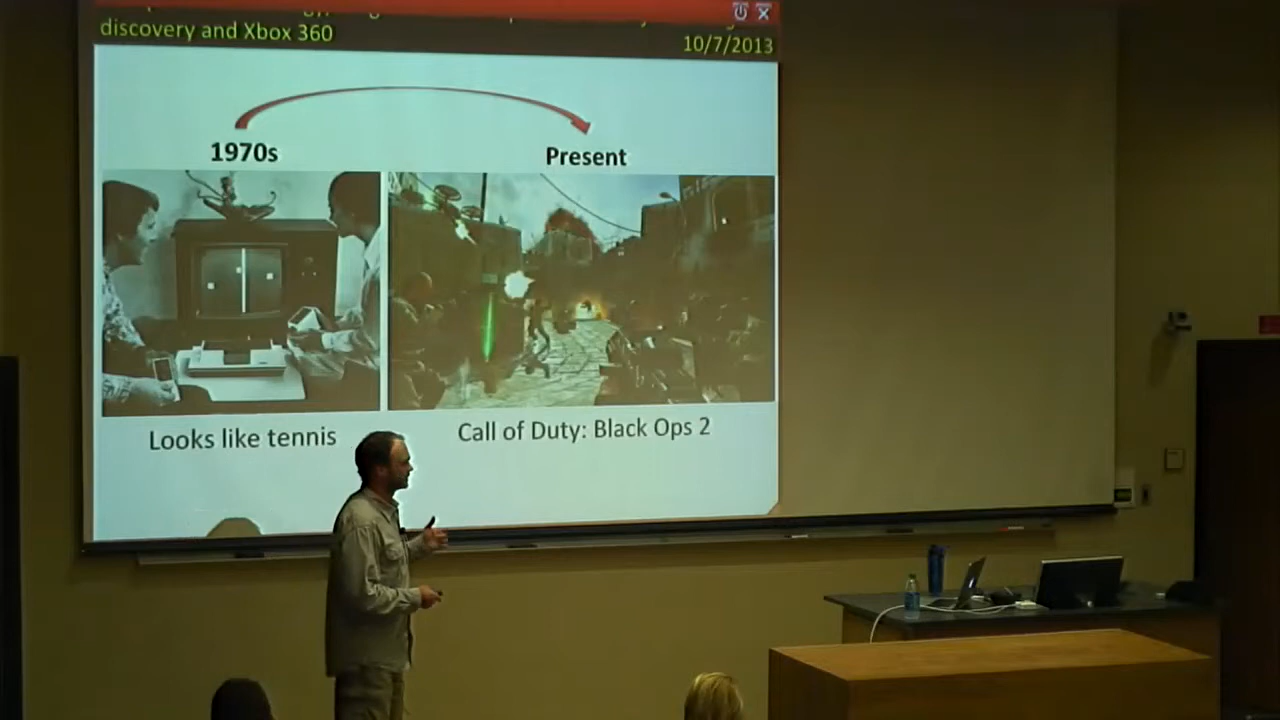 discovery and Xbox 360
10/7/2013
1970s
Present
Looks like tennis
Call of Duty: Black Ops 2